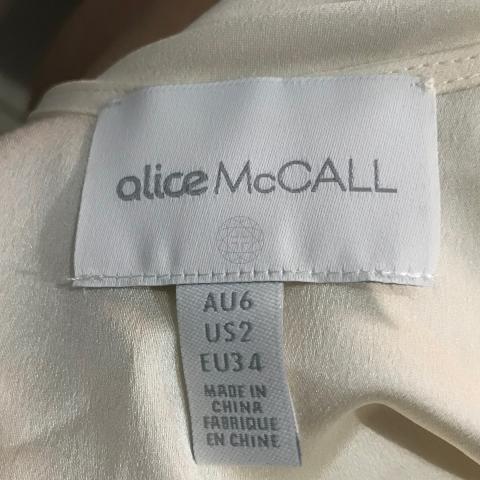 alice McCALL
AU6
US2
EU34
MADE IN
CHINA
FABRIQUE
EN CHINE